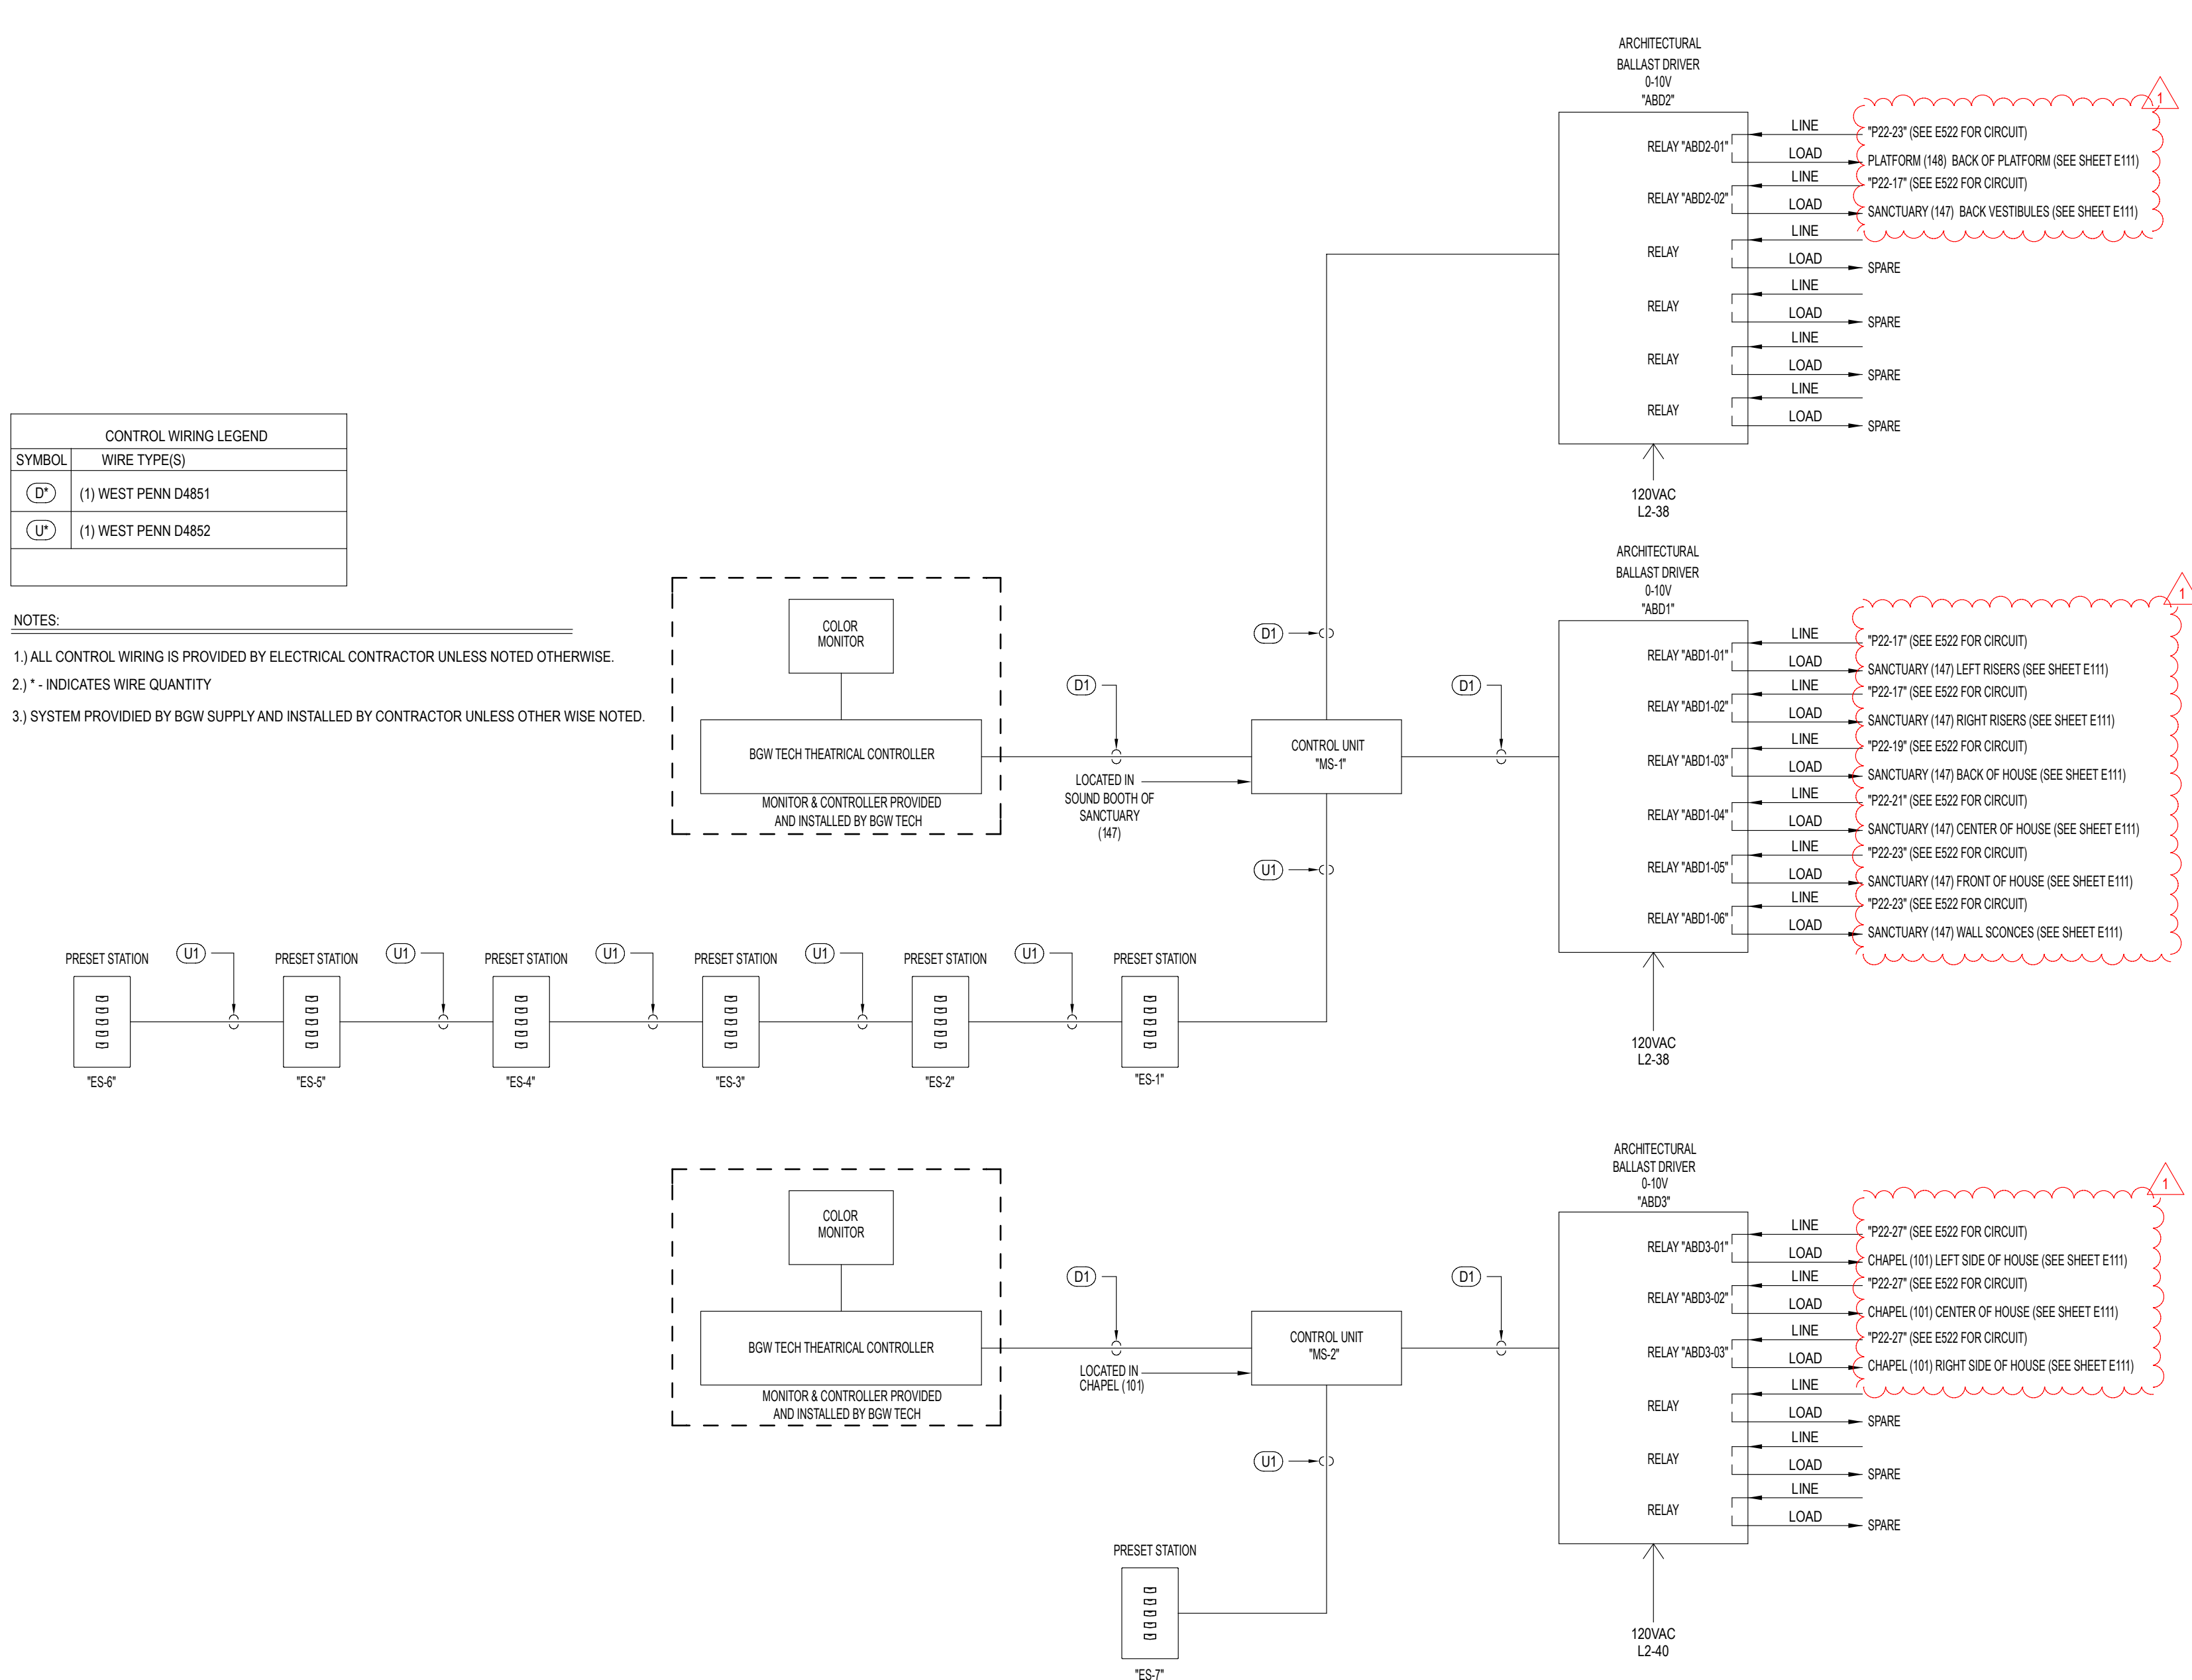 ARCHITECTURAL
BALLAST DRIVER
0-10V
"ABD2"
1
LINE
"P22-23" (SEE E522 FOR CIRCUIT)
RELAY "ABD2-01"
LOAD
PLATFORM (148) BACK OF PLATFORM (SEE SHEET E111)
LINE
"P22-17" (SEE E522 FOR CIRCUIT)
RELAY "ABD2-02"
LOAD
SANCTUARY (147) BACK VESTIBULES (SEE SHEET E111)
LINE
RELAY
LOAD
SPARE
LINE
RELAY
LOAD
SPARE
LINE
RELAY
LOAD
SPARE
LINE
RELAY
LOAD
SPARE
120VAC
L2-38
CONTROL WIRING LEGEND
SYMBOL WIRE TYPE(S)
D* (1) WEST PENN D4851
U* (1) WEST PENN D4852
NOTES:
1.) ALL CONTROL WIRING IS PROVIDED BY ELECTRICAL CONTRACTOR UNLESS NOTED OTHERWISE.
2.) * - INDICATES WIRE QUANTITY
3.) SYSTEM PROVIDIED BY BGW SUPPLY AND INSTALLED BY CONTRACTOR UNLESS OTHER WISE NOTED.
COLOR
MONITOR
BGW TECH THEATRICAL CONTROLLER
MONITOR & CONTROLLER PROVIDED
AND INSTALLED BY BGW TECH
D1
LOCATED IN
SOUND BOOTH OF
SANCTUARY
(147)
D1
CONTROL UNIT
"MS-1"
U1
D1
ARCHITECTURAL
BALLAST DRIVER
0-10V
"ABD1"
1
LINE
"P22-17" (SEE E522 FOR CIRCUIT)
RELAY "ABD1-01"
LOAD
SANCTUARY (147) LEFT RISERS (SEE SHEET E111)
LINE
"P22-17" (SEE E522 FOR CIRCUIT)
RELAY "ABD1-02"
LOAD
SANCTUARY (147) RIGHT RISERS (SEE SHEET E111)
LINE
"P22-19" (SEE E522 FOR CIRCUIT)
RELAY "ABD1-03"
LOAD
SANCTUARY (147) BACK OF HOUSE (SEE SHEET E111)
LINE
"P22-21" (SEE E522 FOR CIRCUIT)
RELAY "ABD1-04"
LOAD
SANCTUARY (147) CENTER OF HOUSE (SEE SHEET E111)
LINE
"P22-23" (SEE E522 FOR CIRCUIT)
RELAY "ABD1-05"
LOAD
SANCTUARY (147) FRONT OF HOUSE (SEE SHEET E111)
LINE
"P22-23" (SEE E522 FOR CIRCUIT)
RELAY "ABD1-06"
LOAD
SANCTUARY (147) WALL SCONCES (SEE SHEET E111)
120VAC
L2-38
PRESET STATION
U1
PRESET STATION
U1
PRESET STATION
U1
PRESET STATION
U1
PRESET STATION
U1
PRESET STATION
"ES-6"
"ES-5"
"ES-4"
"ES-3"
"ES-2"
"ES-1"
COLOR
MONITOR
BGW TECH THEATRICAL CONTROLLER
MONITOR & CONTROLLER PROVIDED
AND INSTALLED BY BGW TECH
D1
LOCATED IN
CHAPEL (101)
CONTROL UNIT
"MS-2"
U1
D1
PRESET STATION
"ES-7"
ARCHITECTURAL
BALLAST DRIVER
0-10V
"ABD3"
1
LINE
"P22-27" (SEE E522 FOR CIRCUIT)
RELAY "ABD3-01"
LOAD
CHAPEL (101) LEFT SIDE OF HOUSE (SEE SHEET E111)
LINE
"P22-27" (SEE E522 FOR CIRCUIT)
RELAY "ABD3-02"
LOAD
CHAPEL (101) CENTER OF HOUSE (SEE SHEET E111)
LINE
"P22-27" (SEE E522 FOR CIRCUIT)
RELAY "ABD3-03"
LOAD
CHAPEL (101) RIGHT SIDE OF HOUSE (SEE SHEET E111)
LINE
RELAY
LOAD
SPARE
LINE
RELAY
LOAD
SPARE
LINE
RELAY
LOAD
SPARE
120VAC
L2-40